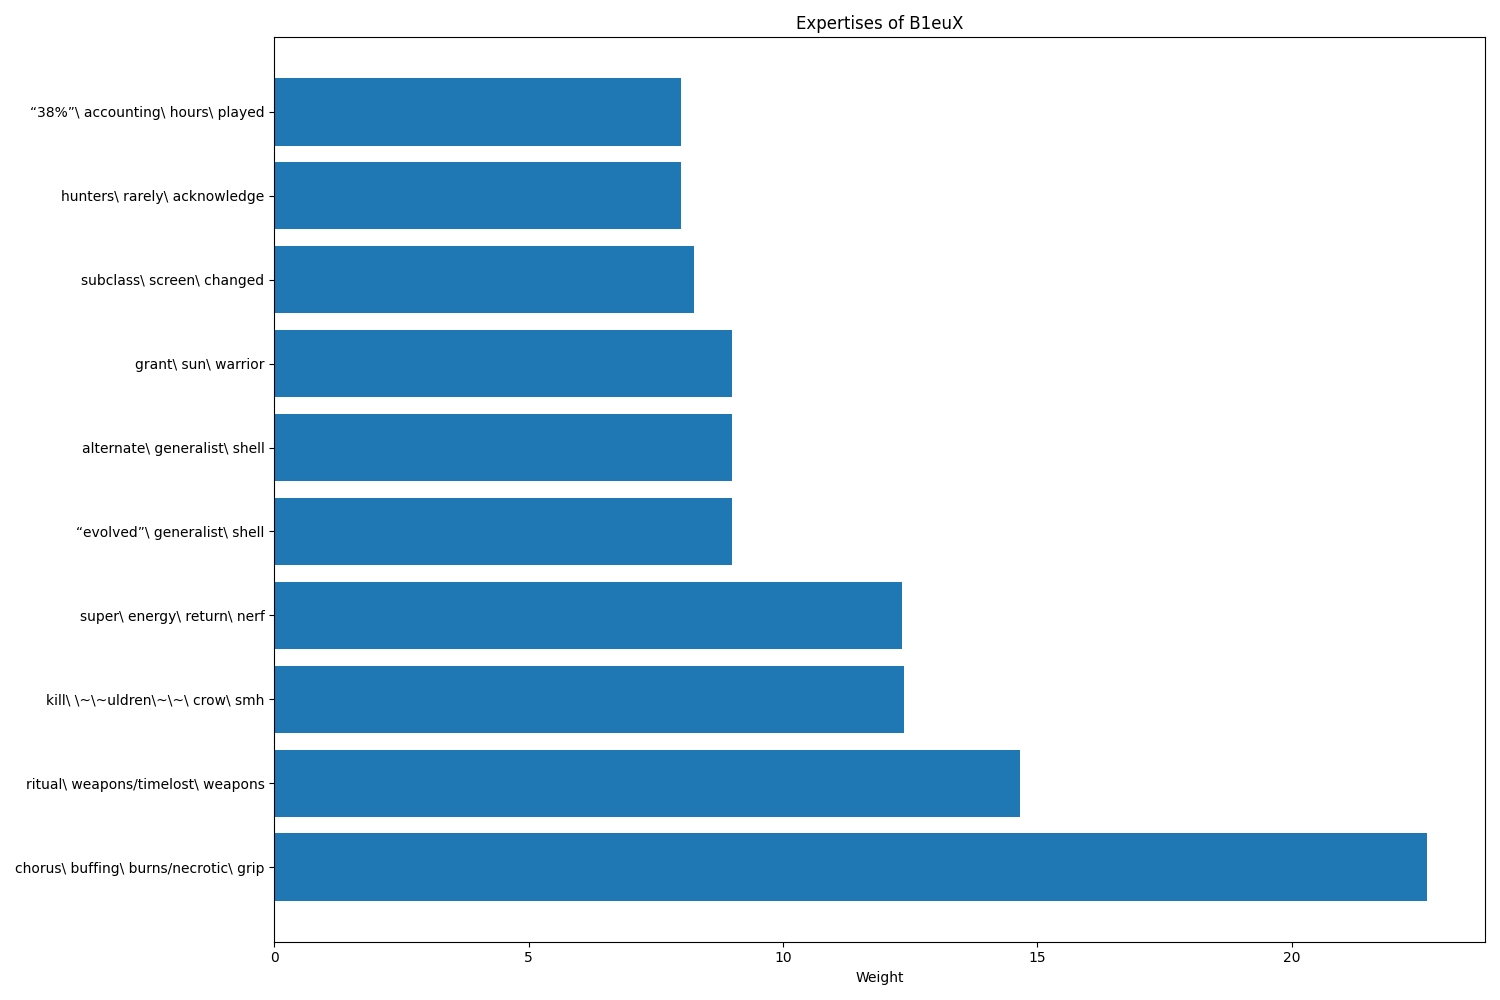 Expertises of B1euX
“38%”\ accounting\ hours\ played
hunters\ rarely\ acknowledge
subclass\ screen\ changed
grant\ sun\ warrior
alternate\ generalist\ shell
“evolved”\ generalist\ shell
super\ energy\ return\ nerf
kill\ \~\~uldren\~\~\ crow\ smh
ritual\ weapons/timelost\ weapons
chorus\ buffing\ burns/necrotic\ grip
0 5 10 15 20
Weight